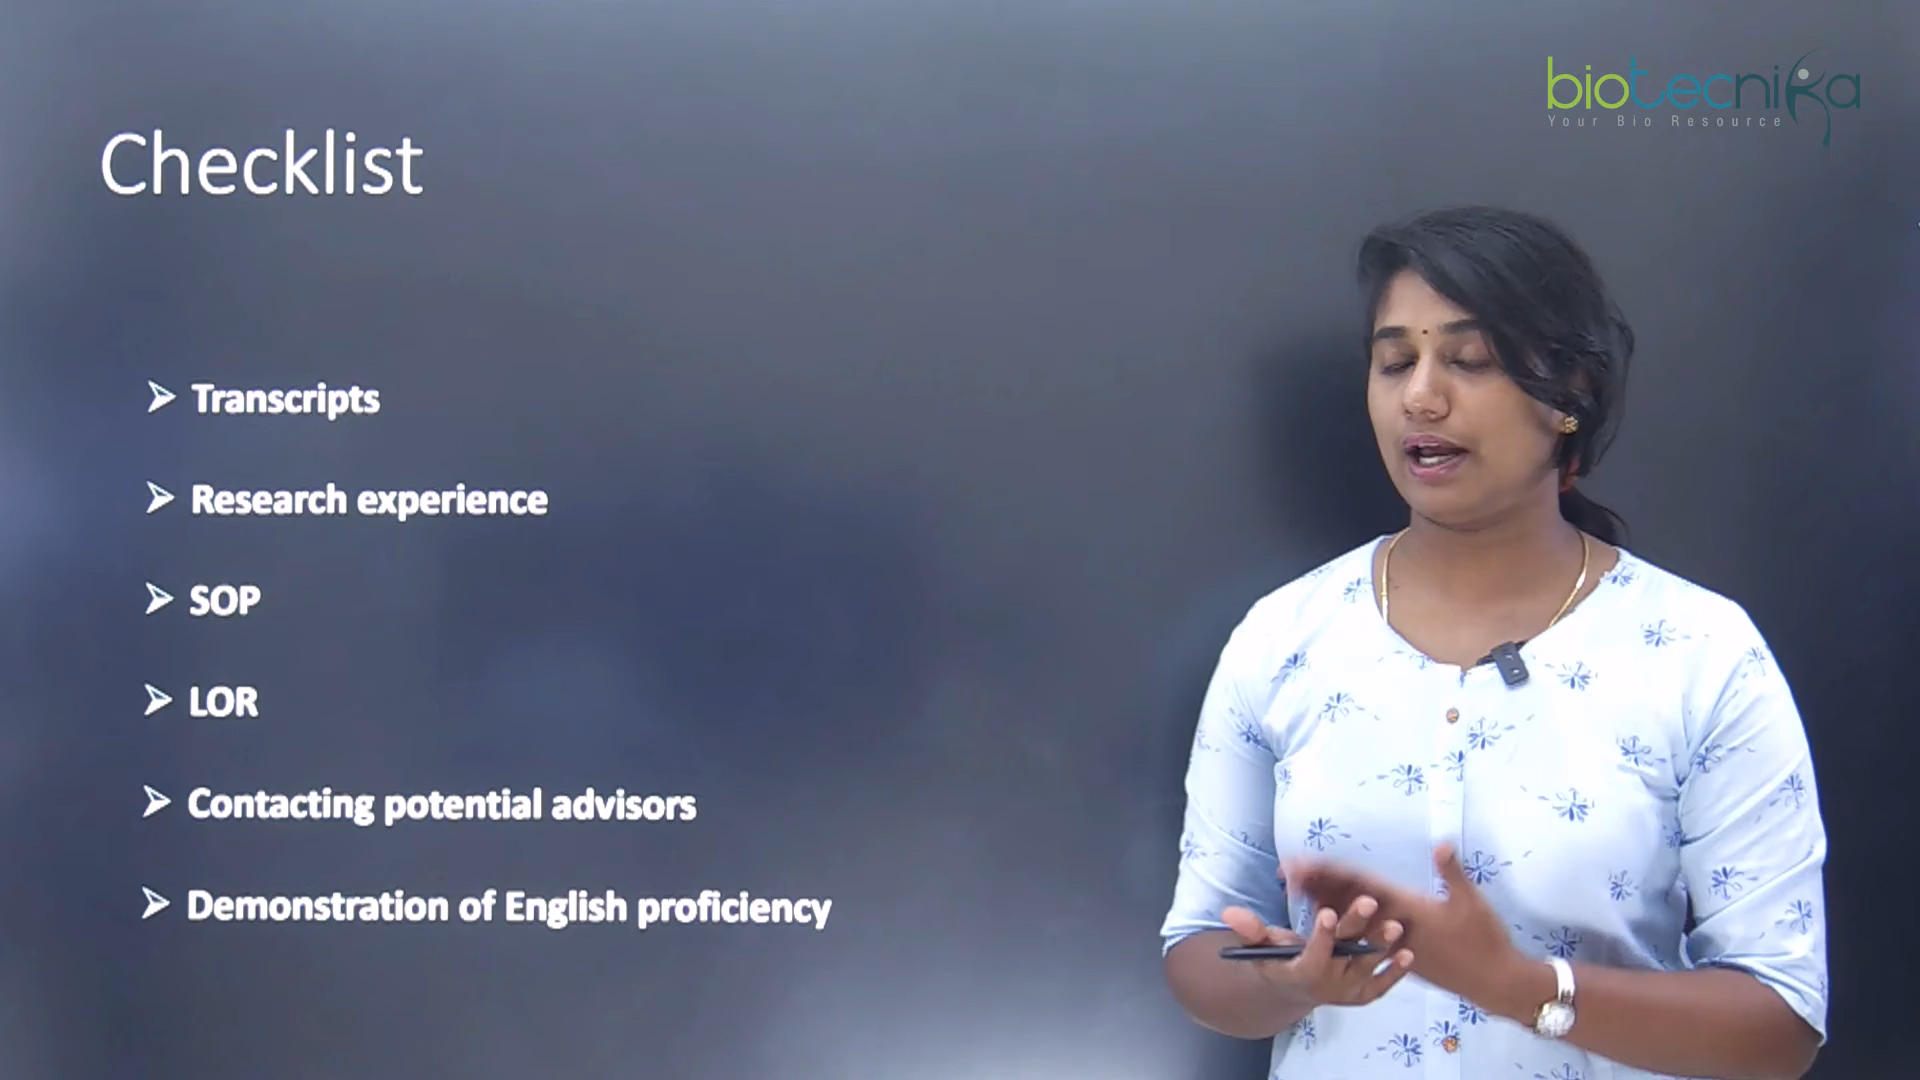 biotecnika
Your Bio Resource
Checklist
Transcripts
Research experience
SOP
LOR
Contacting potential advisors
Demonstration of English proficiency